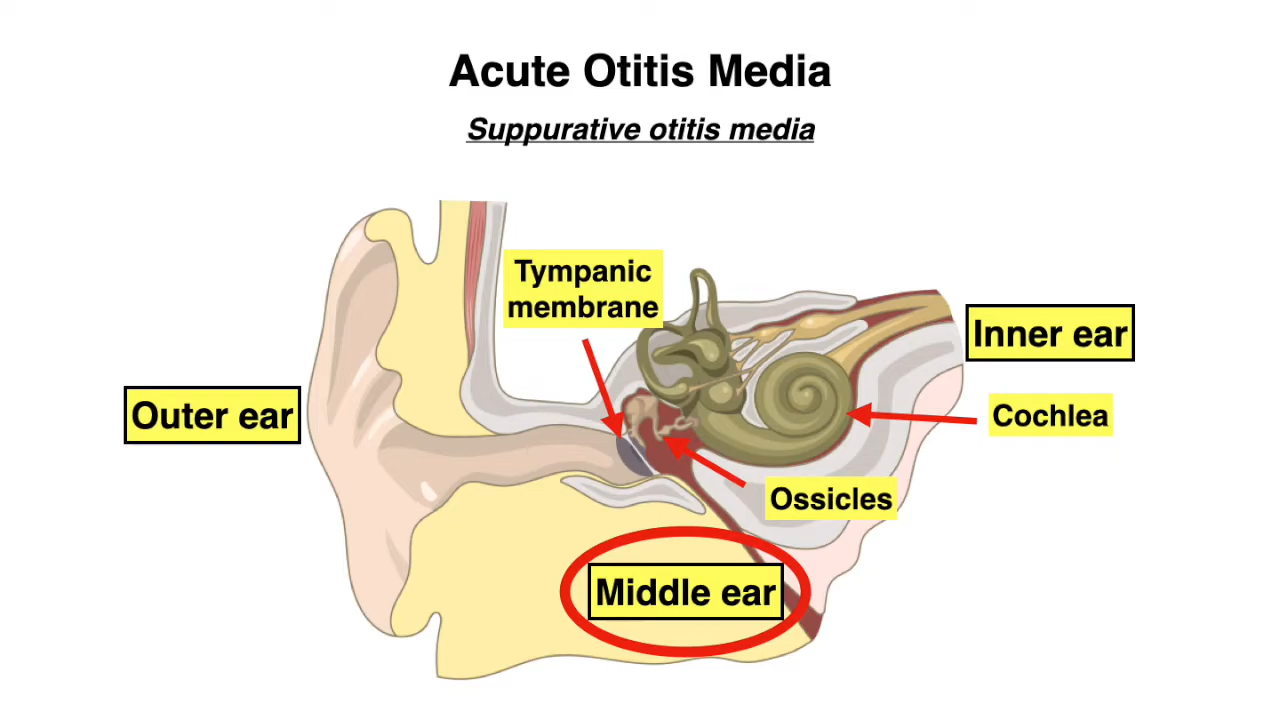 Acute Otitis Media
Suppurative otitis media
Tympanic
membrane
Inner ear
Outer ear
Cochlea
Ossicles
Middle ear